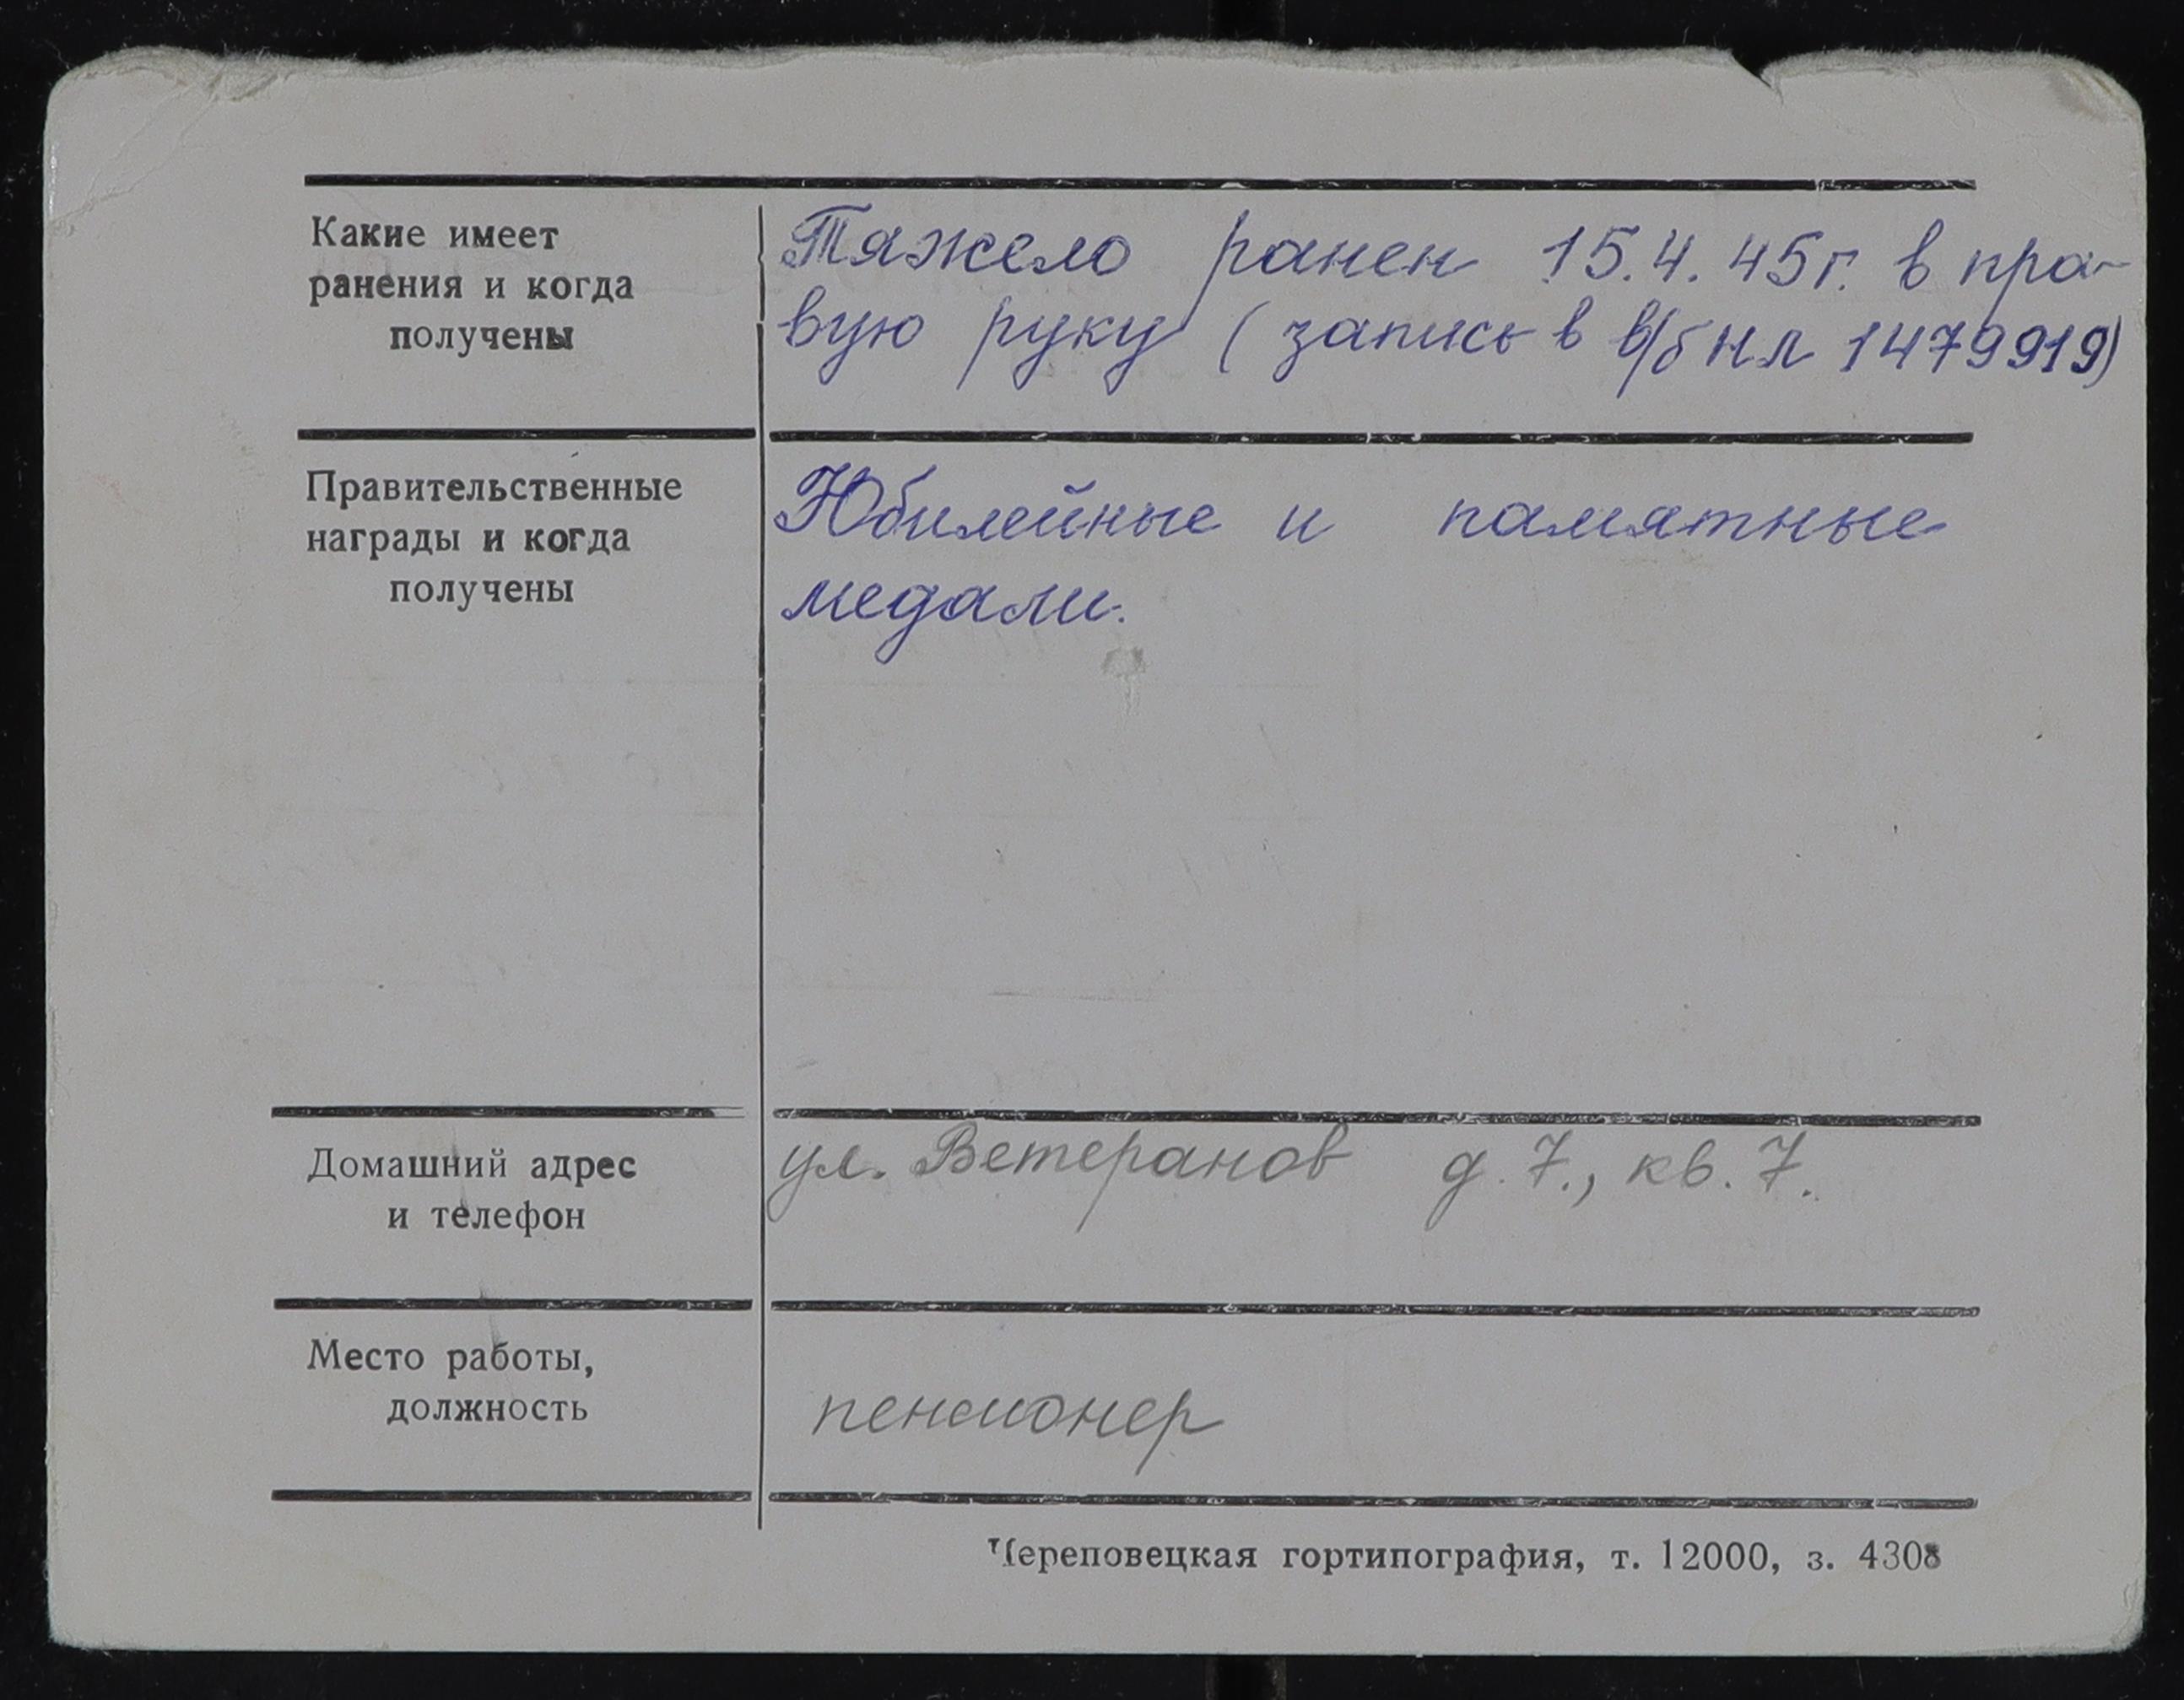 Какие имеет
ранения и когда
получены
Тяжело ранен 15.4.45г. в пра-
вую руку (запись в в/б нл 1479919)
Правительственные
награды и когда
получены
Юбилейные и памятные
медали.
Домашний адрес
и телефон
ул. Ветеранов д. 7., кв. 7.
Место работы,
должность
пенсионер
Череповецкая гортипография, т. 12000, з. 4308